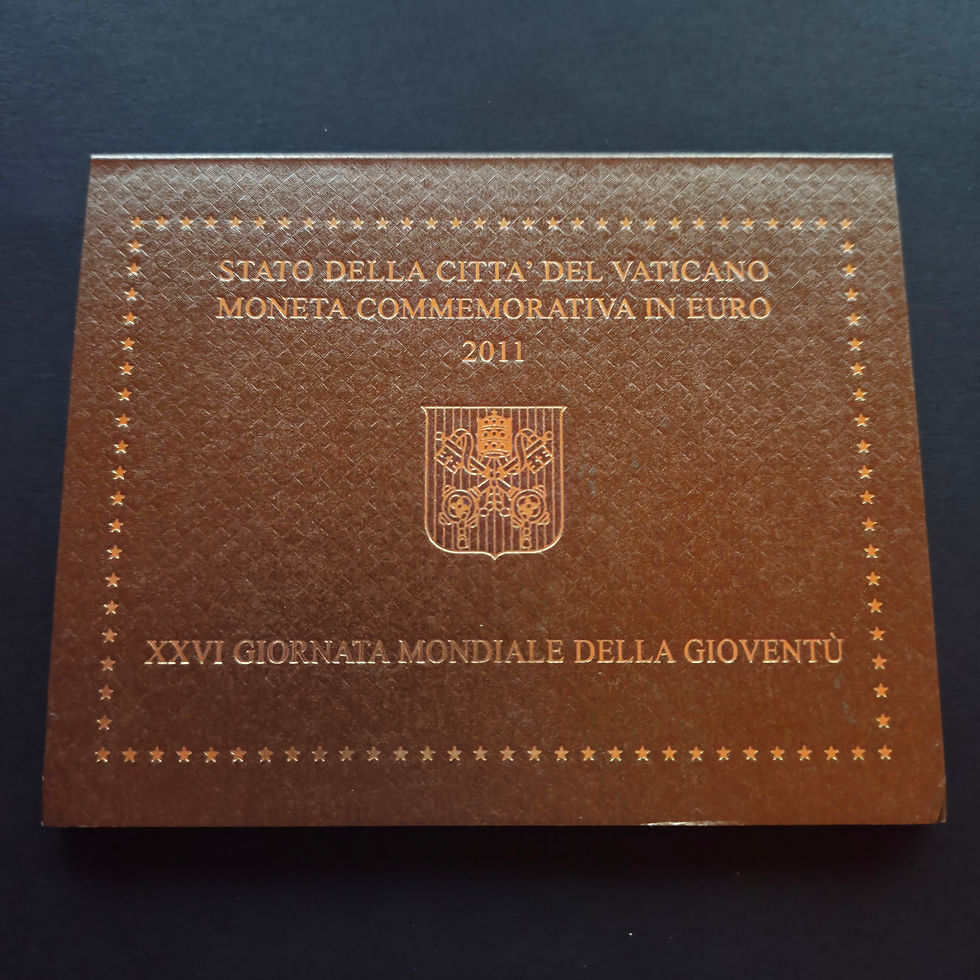 STATO DELLA CITTA' DEL VATICANO
MONETA COMMEMORATIVA IN EURO
2011
XXVI GIORNATA MONDIALE DELLA GIOVENTÙ